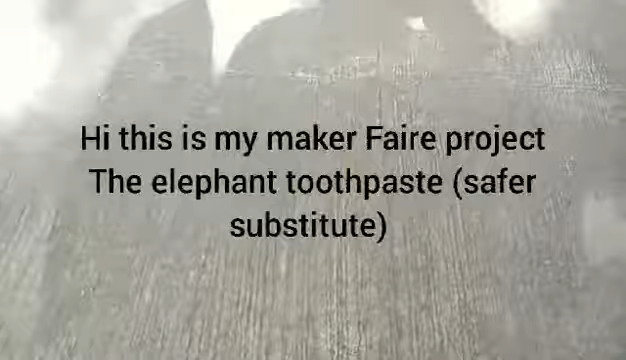 Hi this is my maker Faire project
The elephant toothpaste (safer
substitute)